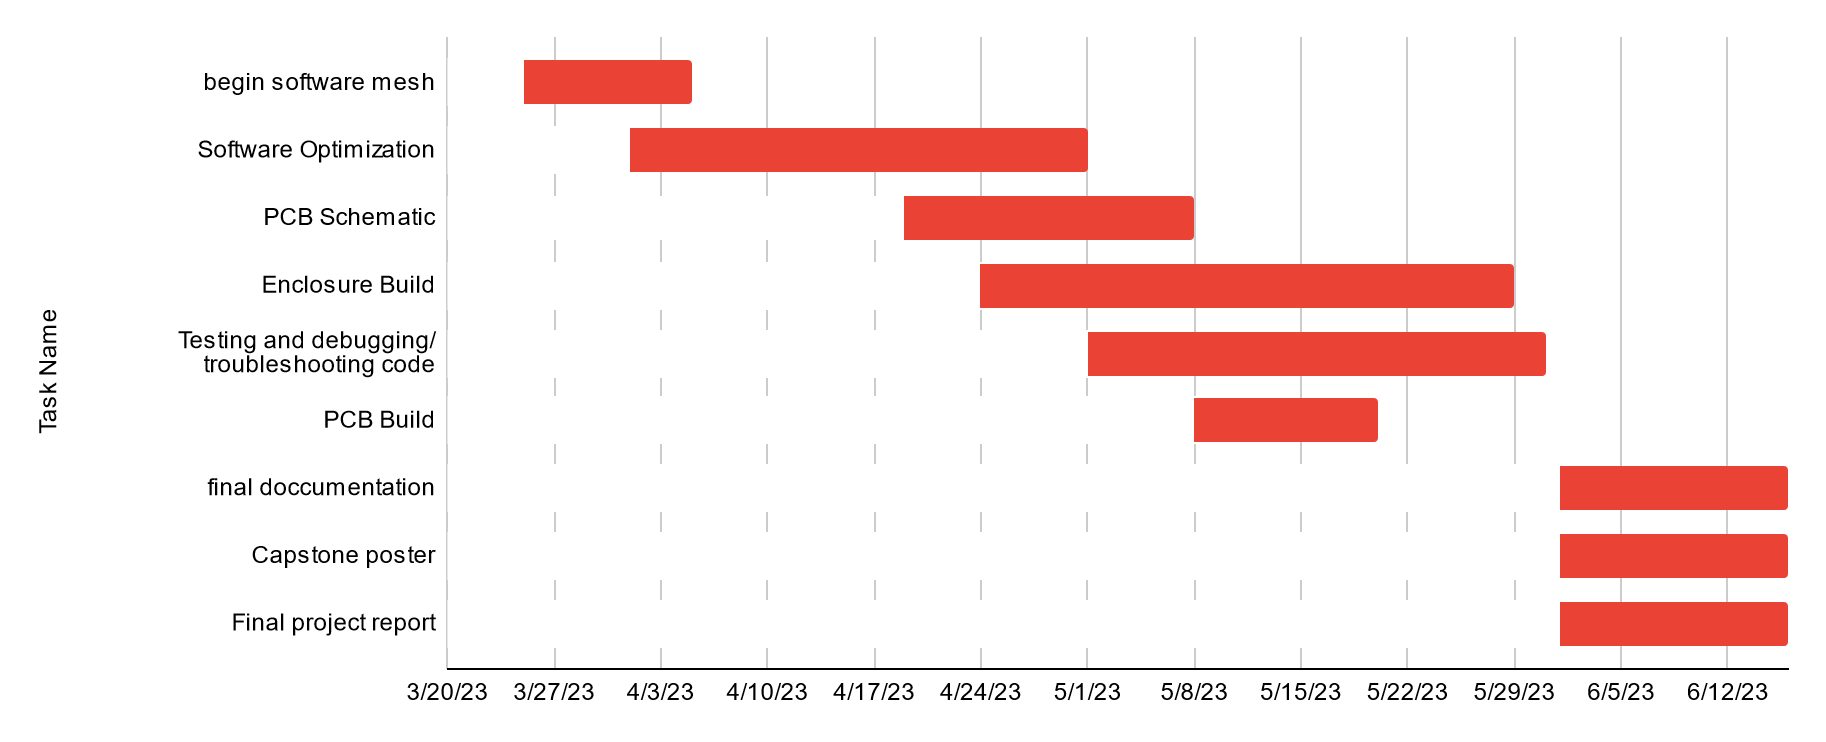 begin software mesh
Software Optimization
PCB Schematic
Enclosure Build
Testing and debugging/
troubleshooting code
PCB Build
final doccumentation
Capstone poster
Final project report
Task Name
3/20/23 3/27/23 4/3/23 4/10/23 4/17/23 4/24/23 5/1/23 5/8/23 5/15/23 5/22/23 5/29/23 6/5/23 6/12/23